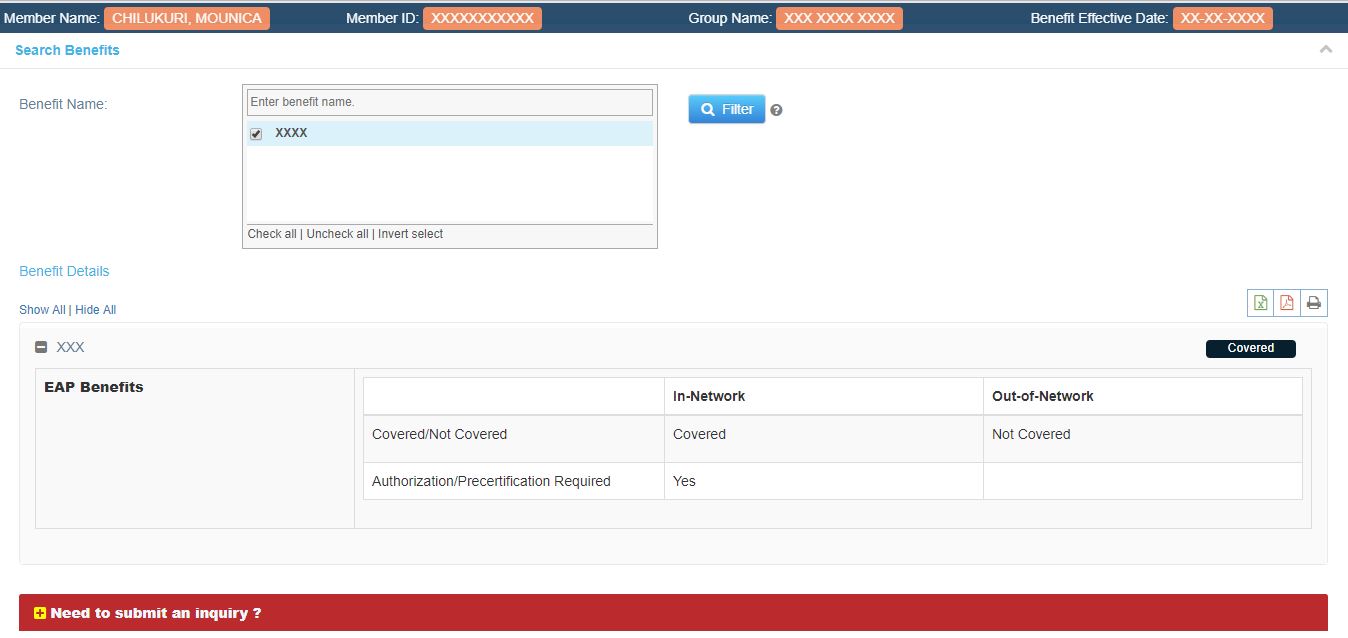 Member Name: CHILUKURI, MOUNICA Member ID: XXXXXXXXXXX Group Name: XXX XXXX XXXX Benefit Effective Date: XX-XX-XXXX
Search Benefits
Benefit Name:
Enter benefit name.
Filter
XXXX
Check all | Uncheck all | Invert select
Benefit Details
Show All | Hide All
XXX
Covered
EAP Benefits
In-Network Out-of-Network
Covered/Not Covered Covered Not Covered
Authorization/Precertification Required Yes
Need to submit an inquiry ?